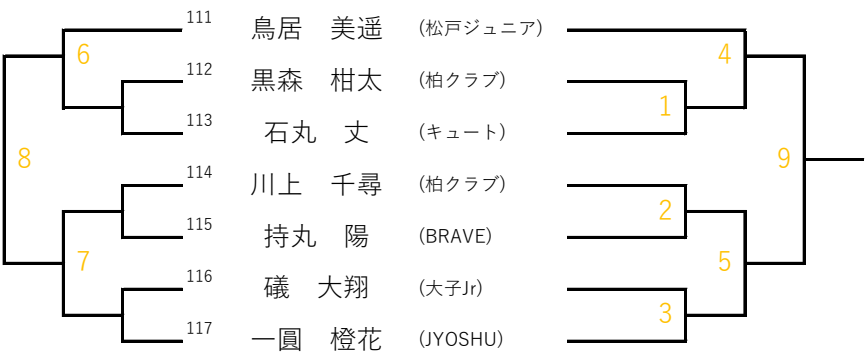 111 鳥居 美遥 (松戸ジュニア)
6 4
112 黒森 柑太 (柏クラブ)
1
113 石丸 丈 (キュート)
8 9
114 川上 千尋 (柏クラブ)
2
115 持丸 陽 (BRAVE)
7 5
116 礒 大翔 (大子Jr)
3
117 一圓 橙花 (JYOSHU)